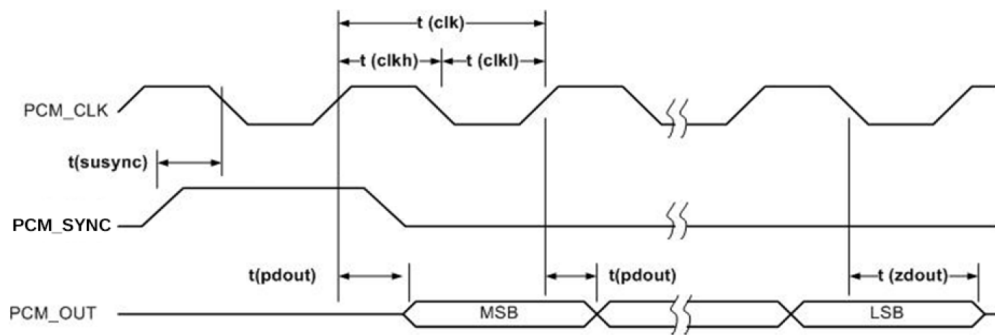 t (clk)
t (clkh)
t (clkl)
PCM_CLK
t(susync)
PCM_SYNC
t(pdout)
t(pdout)
t (zdout)
PCM_OUT
MSB
LSB